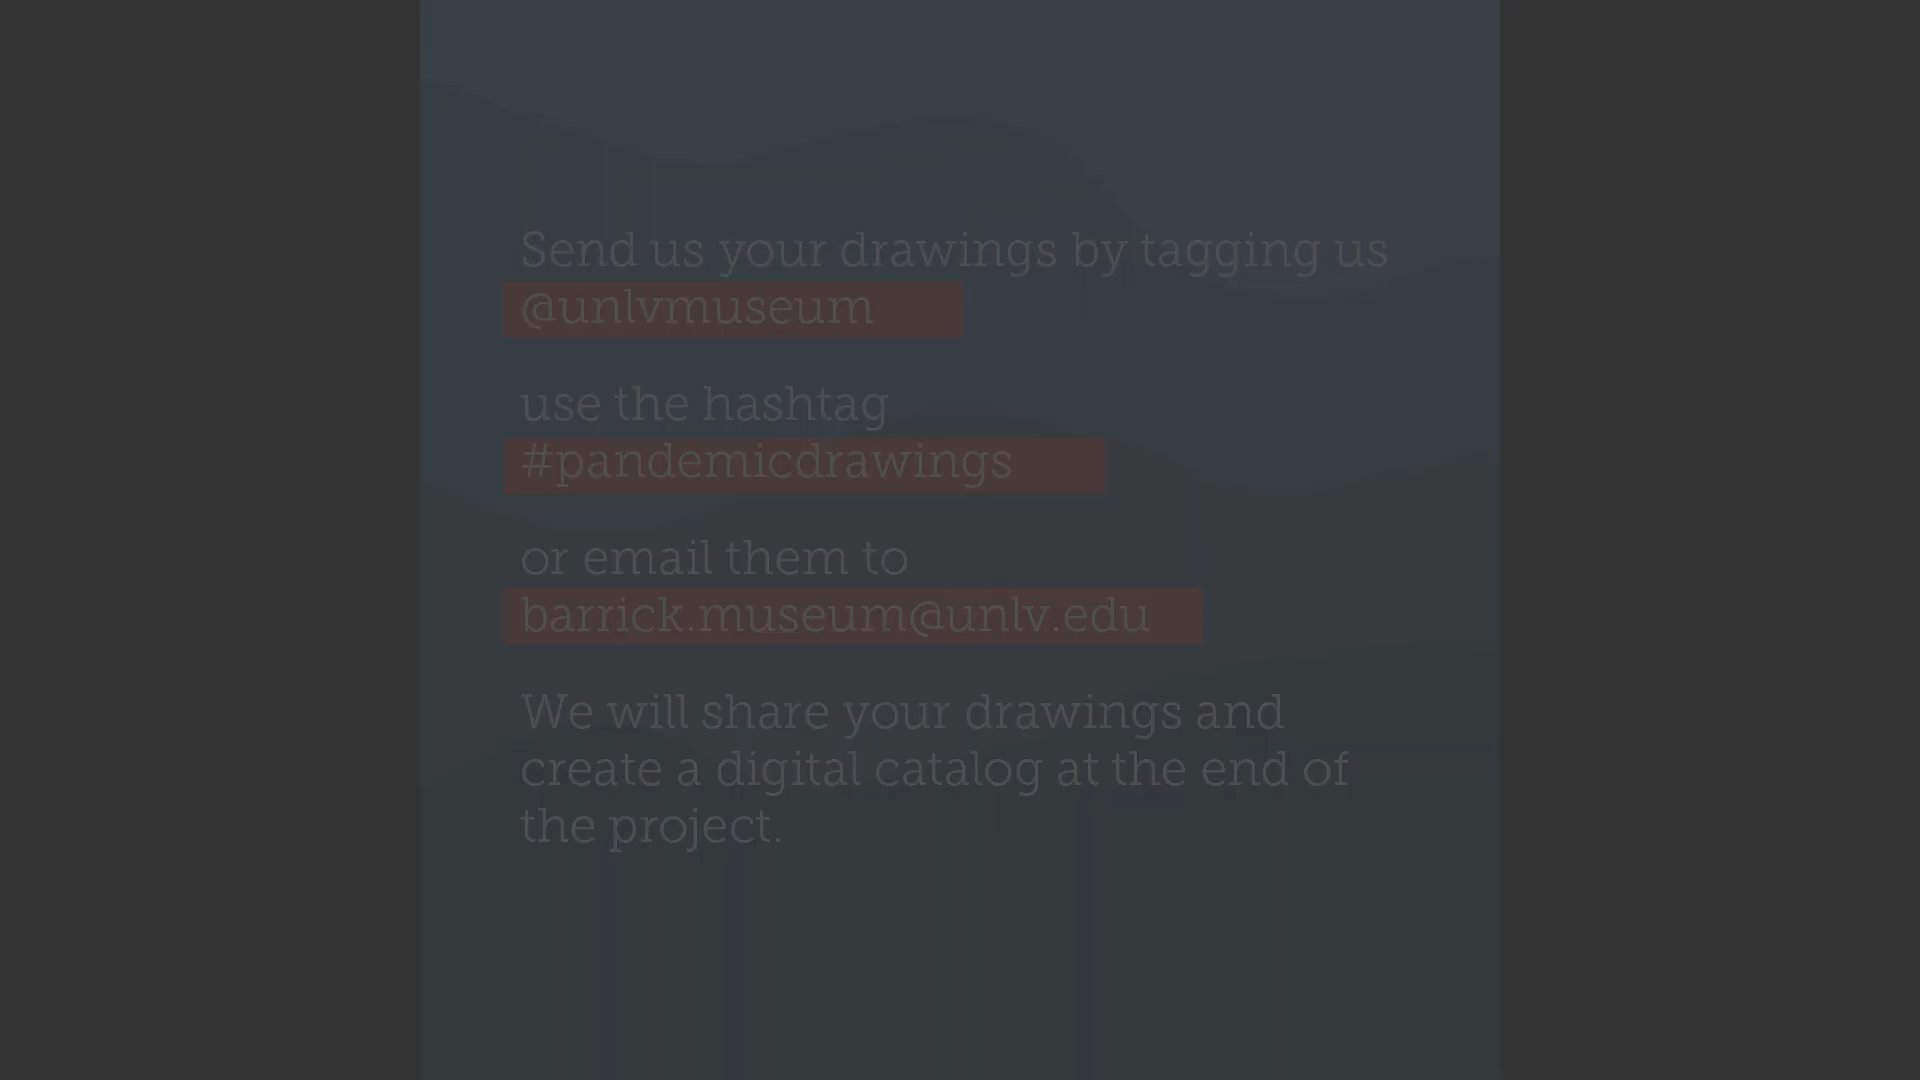 Send us your drawings by tagging us
@unlvmuseum
use the hashtag
#pandemicdrawings
or email them to
barrick.museum@unlv.edu
We will share your drawings and
create a digital catalog at the end of
the project.